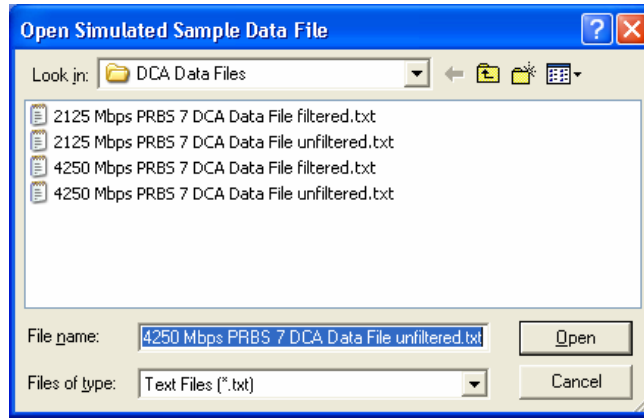 Open Simulated Sample Data File
Look in: DCA Data Files
2125 Mbps PRBS 7 DCA Data File filtered.txt
2125 Mbps PRBS 7 DCA Data File unfiltered.txt
4250 Mbps PRBS 7 DCA Data File filtered.txt
4250 Mbps PRBS 7 DCA Data File unfiltered.txt
File name: 4250 Mbps PRBS 7 DCA Data File unfiltered.txt
Open
Files of type: Text Files (*.txt)
Cancel